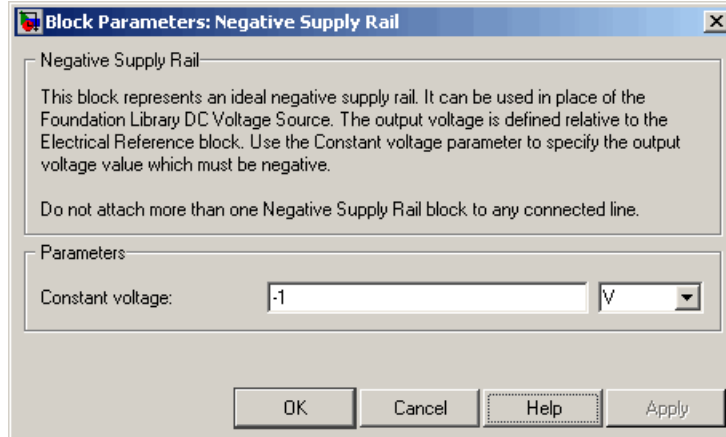 Block Parameters: Negative Supply Rail
Negative Supply Rail
This block represents an ideal negative supply rail. It can be used in place of the
Foundation Library DC Voltage Source. The output voltage is defined relative to the
Electrical Reference block. Use the Constant voltage parameter to specify the output
voltage value which must be negative.
Do not attach more than one Negative Supply Rail block to any connected line.
Parameters
Constant voltage: -1 V
OK Cancel Help Apply